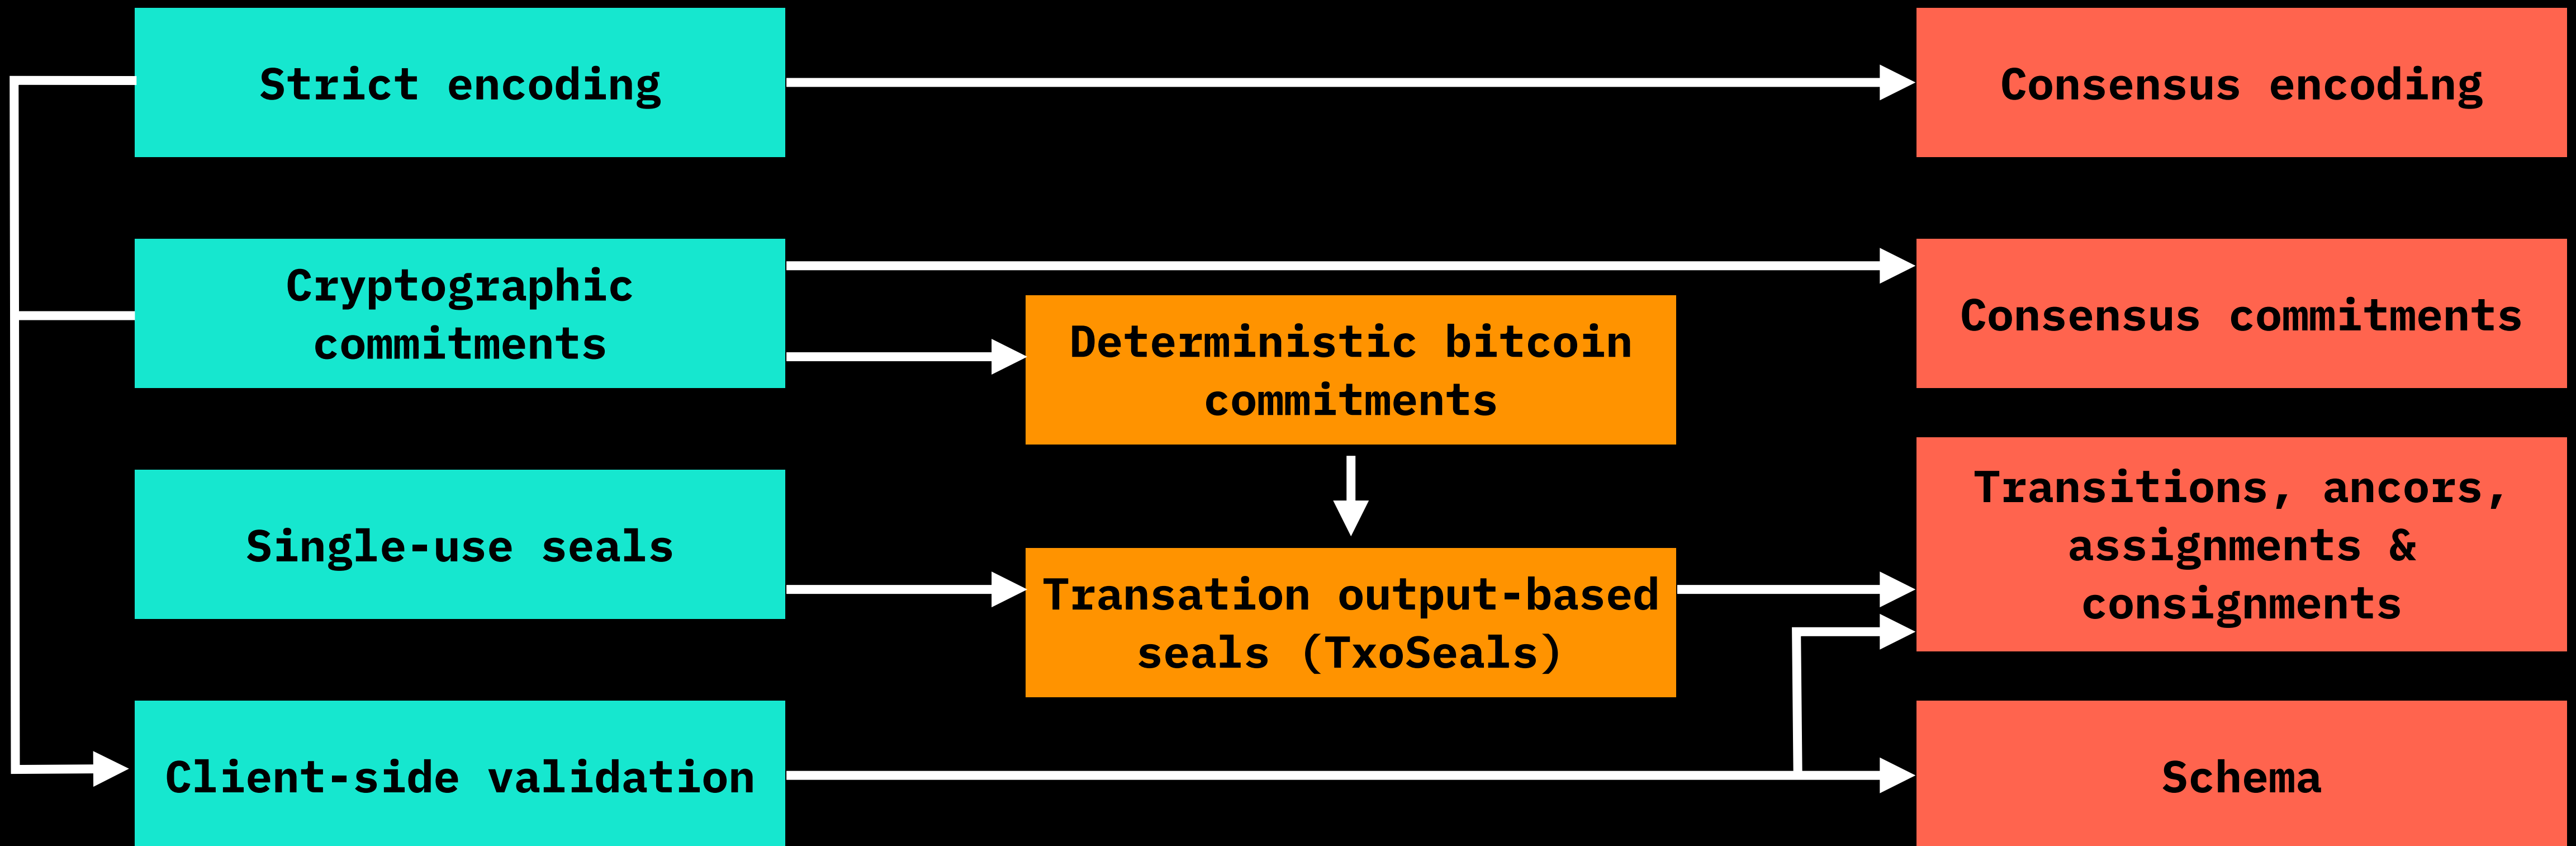 Strict encoding
Consensus encoding
Cryptographic
commitments
Deterministic bitcoin
commitments
Consensus commitments
Single-use seals
Transation output-based
seals (TxoSeals)
Transitions, ancors,
assignments &
consignments
Client-side validation
Schema